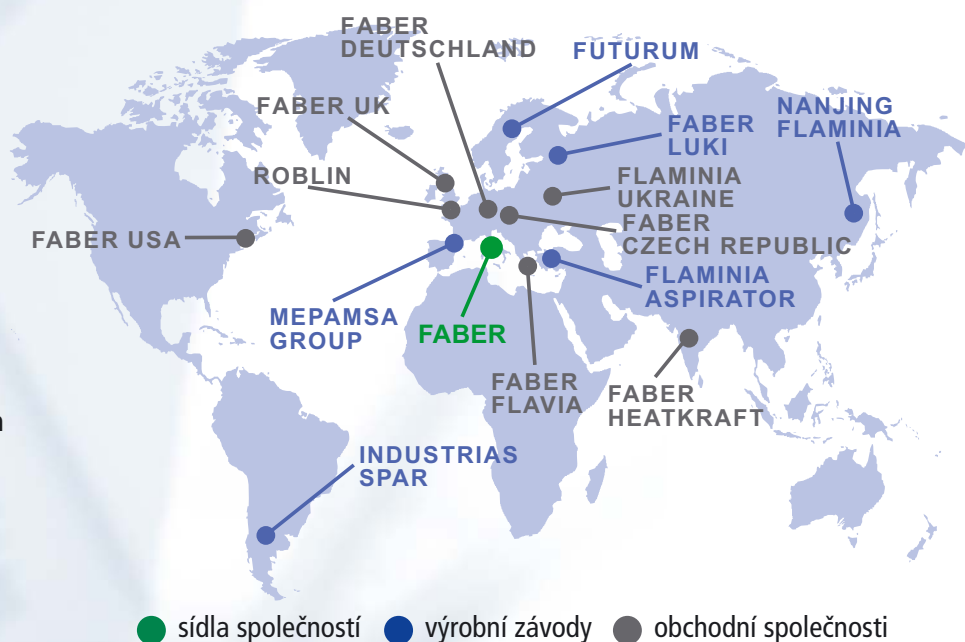 FABER
DEUTSCHLAND
FUTURUM
FABER UK
NANJING
FLAMINIA
FABER
LUKI
ROBLIN
FLAMINIA
UKRAINE
FABER USA
FABER
CZECH REPUBLIC
FLAMINIA
ASPIRATOR
MEPAMSA
GROUP
FABER
FABER
FLAVIA
FABER
HEATKRAFT
INDUSTRIAS
SPAR
sídla společností
výrobní závody
obchodní společnosti